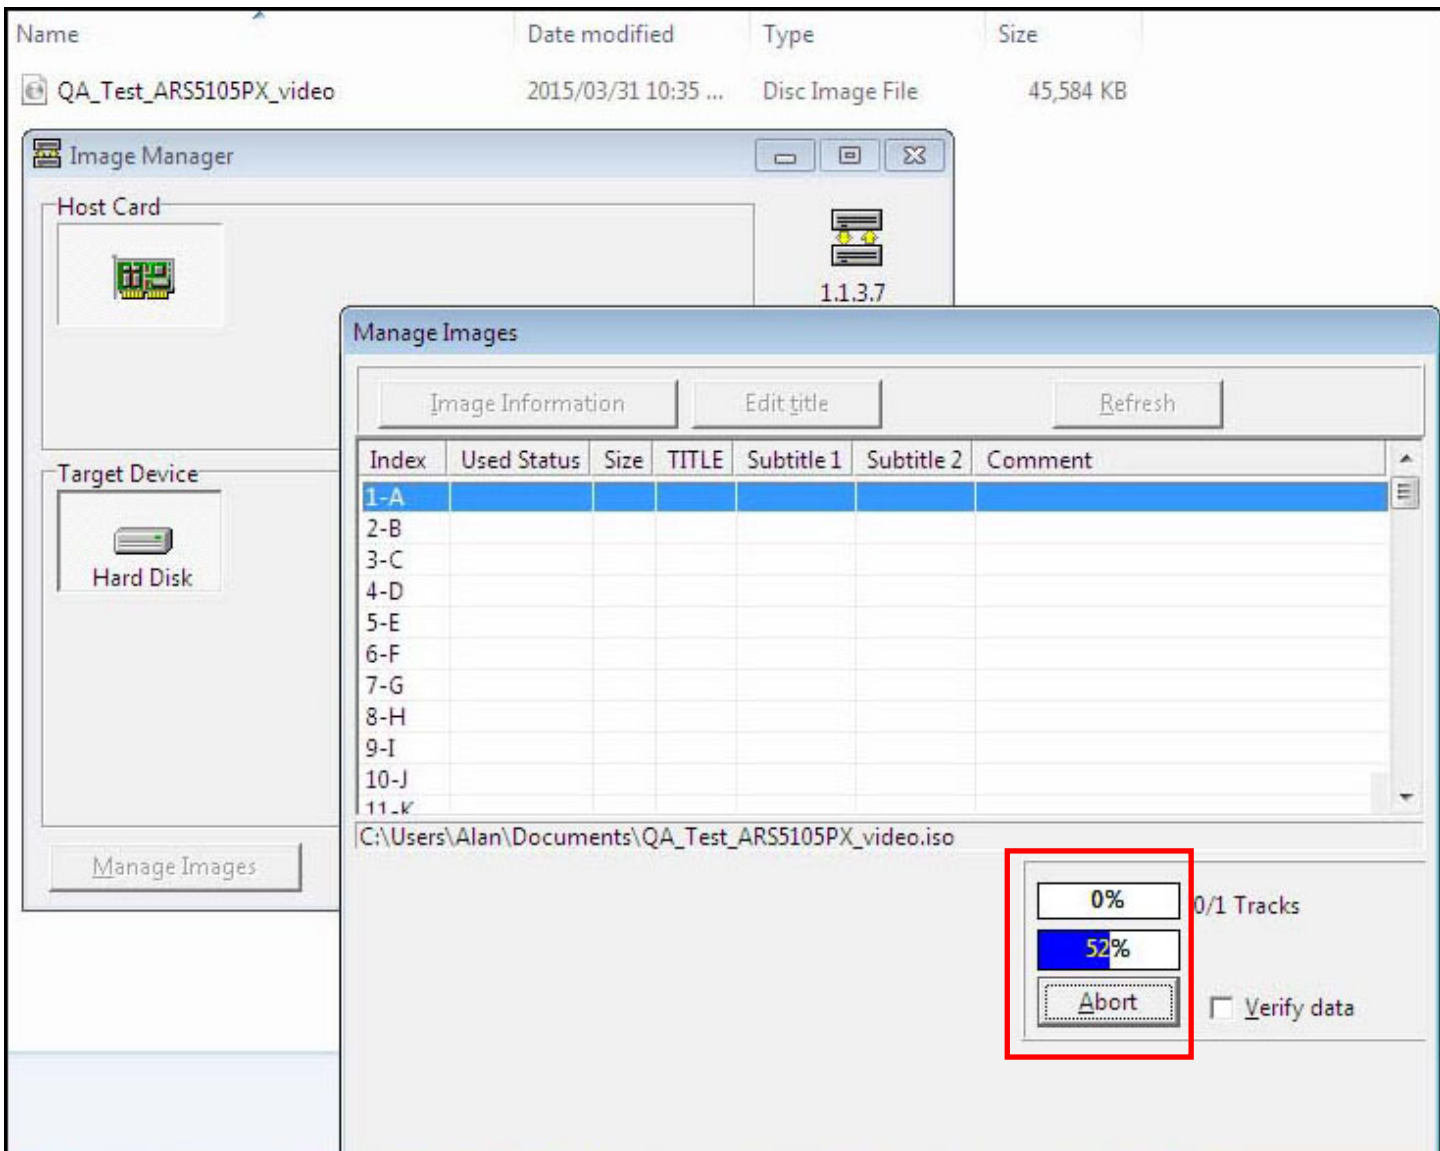 Name Date modified Type Size
QA_Test_ARS5105PX_video 2015/03/31 10:35 ... Disc Image File 45,584 KB
Image Manager
Host Card
1.1.3.7
Manage Images
Image Information Edit title Refresh
Index Used Status Size TITLE Subtitle 1 Subtitle 2 Comment
Target Device
1-A
2-B
3-C
Hard Disk
4-D
5-E
6-F
7-G
8-H
9-I
10-J
11-K
C:\Users\Alan\Documents\QA_Test_ARS5105PX_video.iso
Manage Images
0% 0/1 Tracks
52%
Abort Verify data